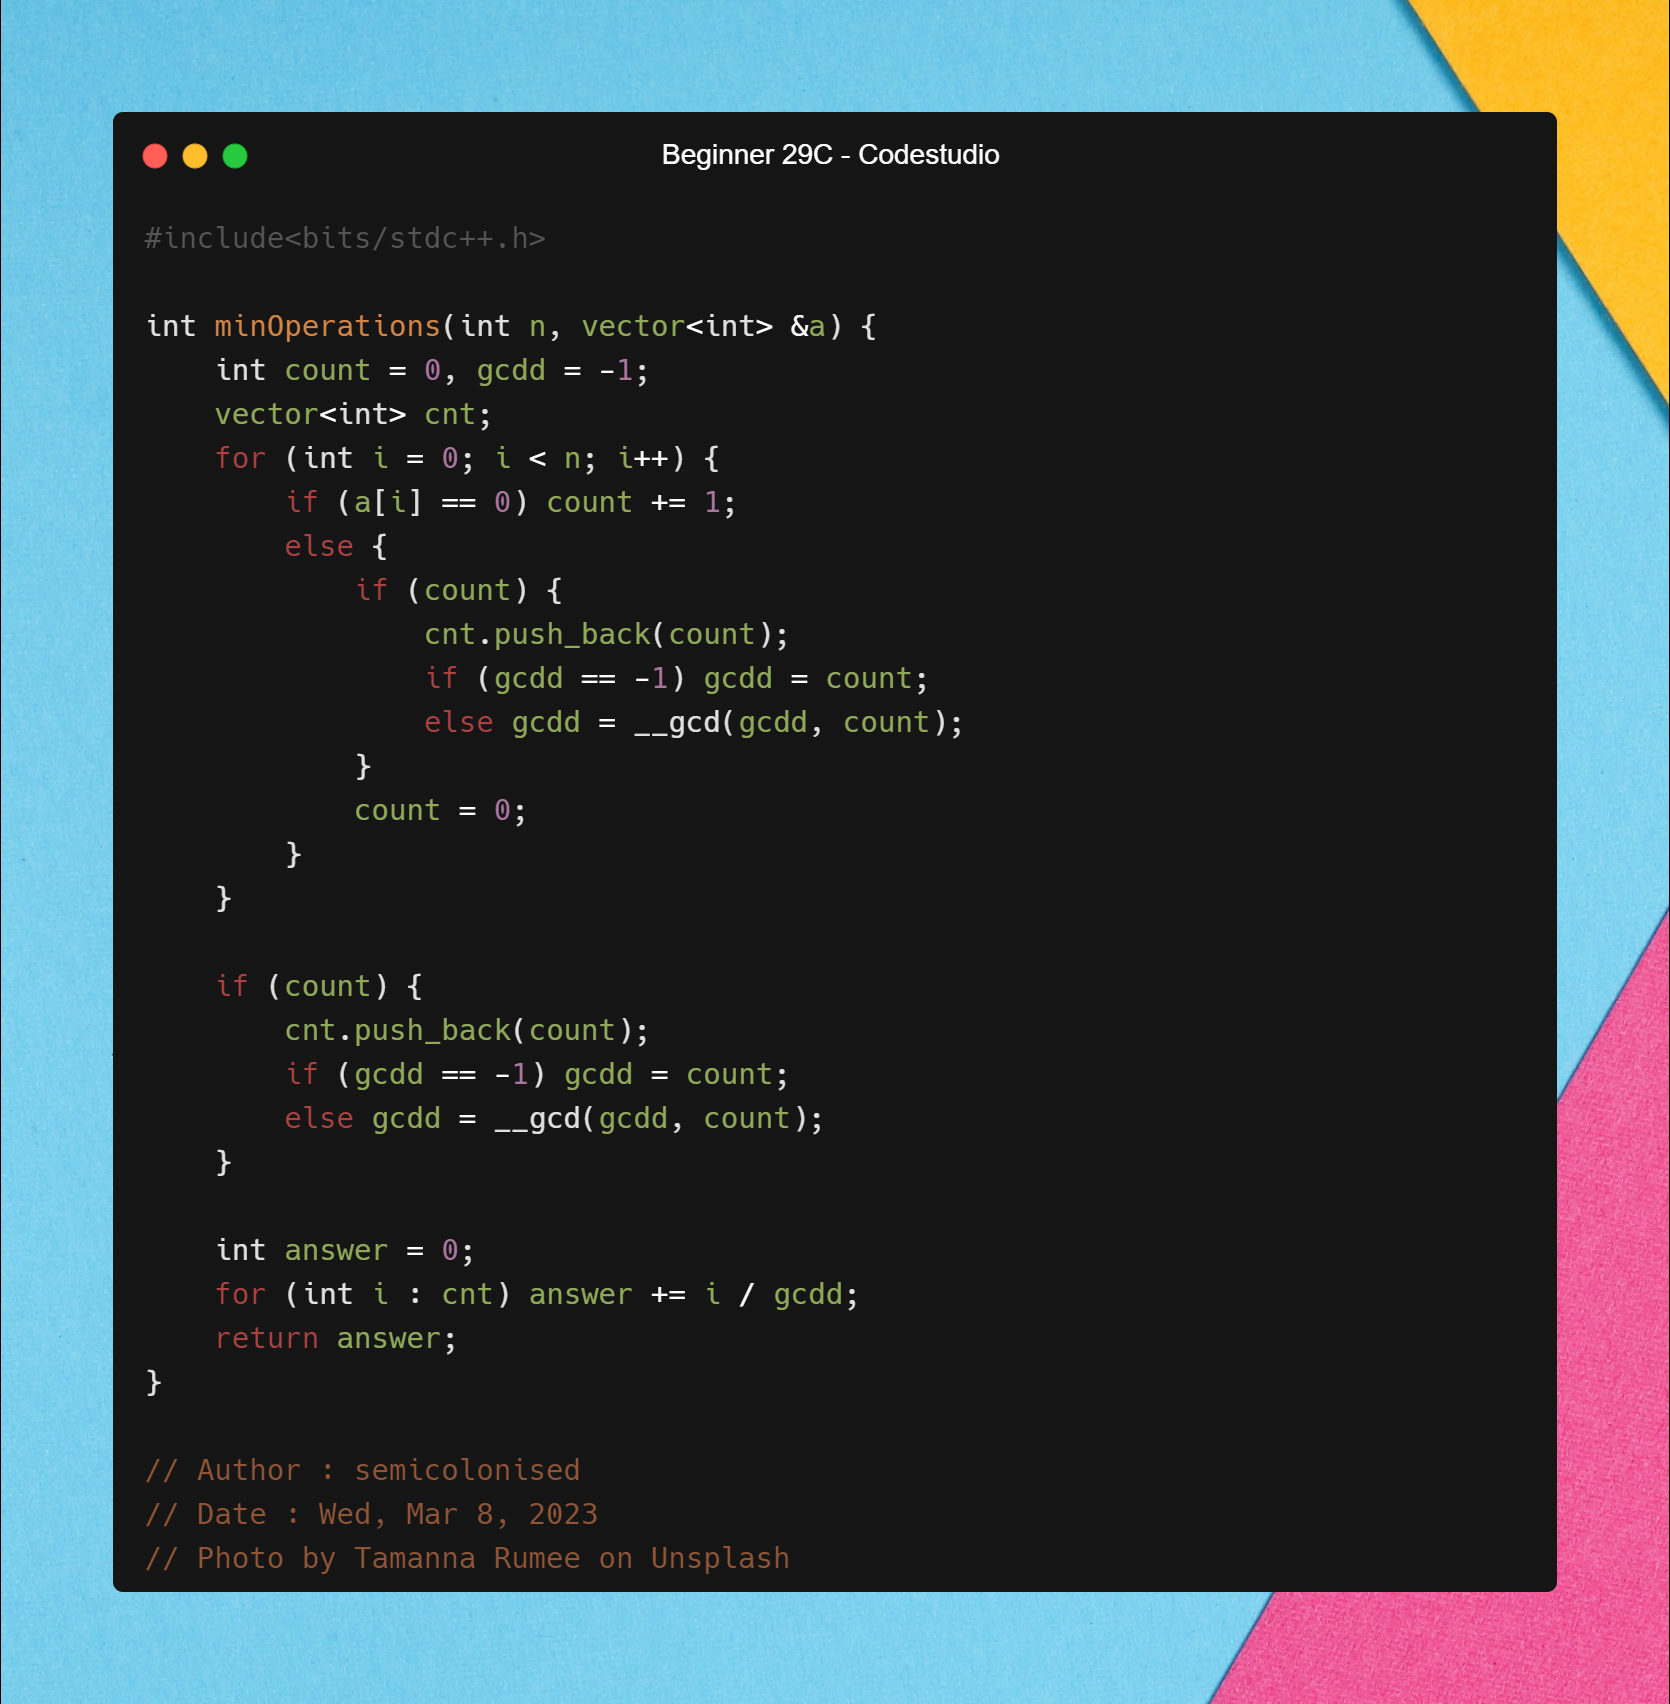 Beginner 29C - Codestudio
#include<bits/stdc++.h>
int minOperations(int n, vector<int> &a) {
    int count = 0, gcdd = -1;
    vector<int> cnt;
    for (int i = 0; i < n; i++) {
        if (a[i] == 0) count += 1;
        else {
            if (count) {
                cnt.push_back(count);
                if (gcdd == -1) gcdd = count;
                else gcdd = __gcd(gcdd, count);
            }
            count = 0;
        }
    }
    if (count) {
        cnt.push_back(count);
        if (gcdd == -1) gcdd = count;
        else gcdd = __gcd(gcdd, count);
    }
    int answer = 0;
    for (int i : cnt) answer += i / gcdd;
    return answer;
}
// Author : semicolonised
// Date : Wed, Mar 8, 2023
// Photo by Tamanna Rumee on Unsplash